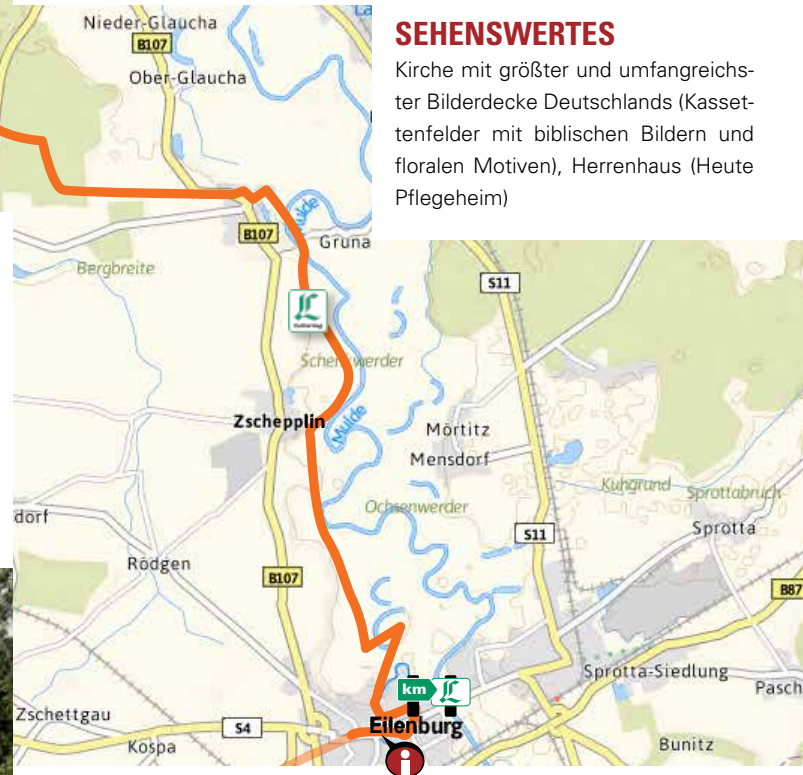 SEHENSWERTES
Kirche mit größter und umfangreichs-
ter Bilderdecke Deutschlands (Kasset-
tenfelder mit biblischen Bildern und
floralen Motiven), Herrenhaus (Heute
Pflegeheim)
Nieder-Glaucha
B107
Ober-Glaucha
Mulde
B107
Gruna
Bergbreite
S11
L
Schenkwerder
Zschepplin
Mulde
Mörtitz
Mensdorf
Kuhgrund
Sprottabruch
Ochsenwerder
dorf
S11
Sprotta
Rödgen
B107
B87
Sprotta-Siedlung
km L
Pasch
Zschettgau
S4
Eilenburg
Kospa
Bunitz
i